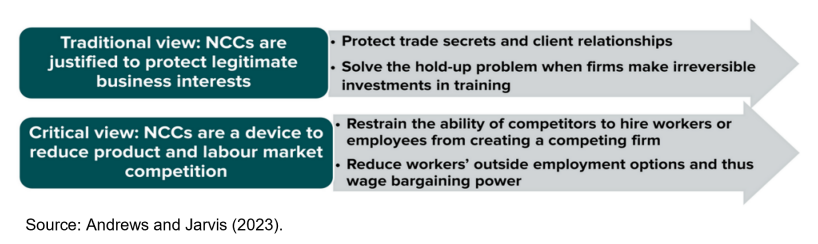 Traditional view: NCCs are
justified to protect legitimate
business interests
• Protect trade secrets and client relationships
• Solve the hold-up problem when firms make irreversible
investments in training
Critical view: NCCs are a device to
reduce product and labour market
competition
• Restrain the ability of competitors to hire workers or
employees from creating a competing firm
• Reduce workers' outside employment options and thus
wage bargaining power
Source: Andrews and Jarvis (2023).